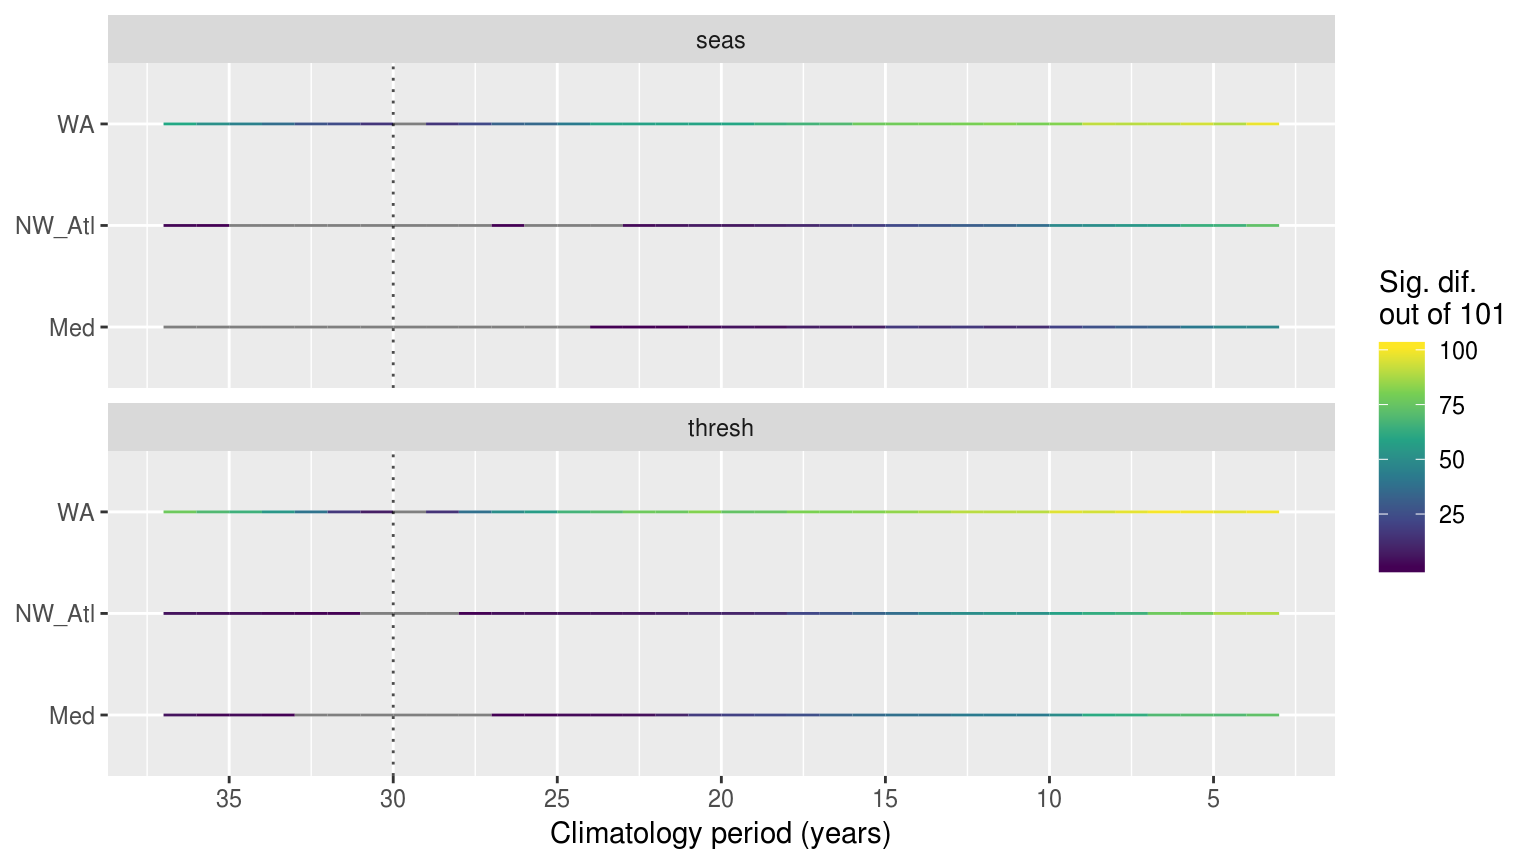 seas
WA
NW_Atl
Med
thresh
WA
NW_Atl
Med
35 30 25 20 15 10 5
Climatology period (years)
Sig. dif.
out of 101
100
75
50
25